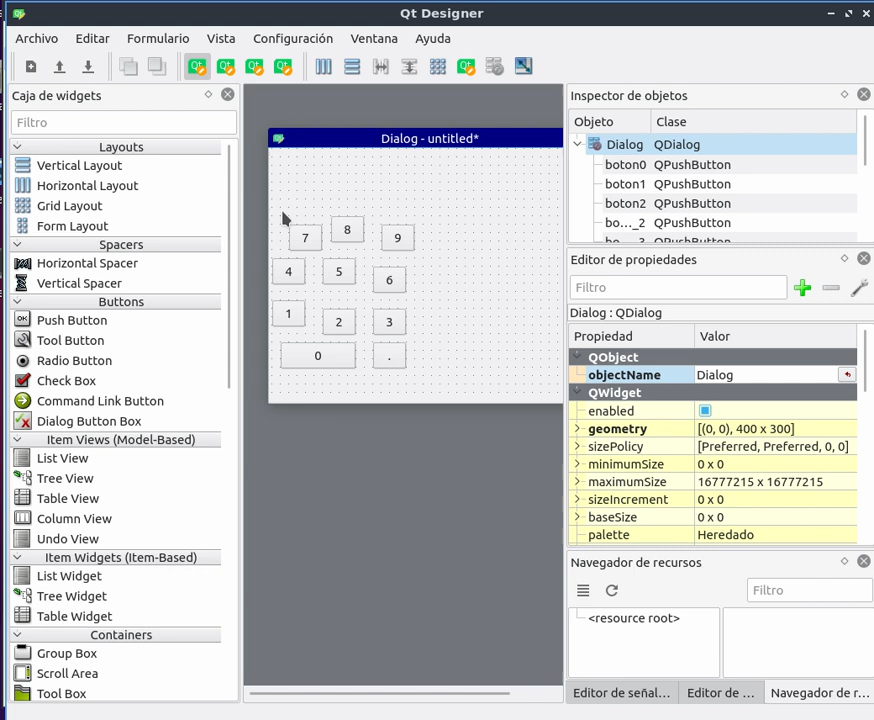 Qt Designer
Archivo Editar Formulario Vista Configuración Ventana Ayuda
Caja de widgets
Filtro
Layouts
Vertical Layout
Horizontal Layout
Grid Layout
Form Layout
Spacers
Horizontal Spacer
Vertical Spacer
Buttons
Push Button
Tool Button
Radio Button
Check Box
Command Link Button
Dialog Button Box
Item Views (Model-Based)
List View
Tree View
Table View
Column View
Undo View
Item Widgets (Item-Based)
List Widget
Tree Widget
Table Widget
Containers
Group Box
Scroll Area
Tool Box
Dialog - untitled*
7 8 9
4 5 6
1 2 3
0 .
Inspector de objetos
Objeto Clase
Dialog QDialog
boton0 QPushButton
boton1 QPushButton
boton2 QPushButton
bo..._2 QPushButton
bo..._3 QPushButton
Editor de propiedades
Filtro
Dialog : QDialog
Propiedad Valor
QObject
objectName Dialog
QWidget
enabled
geometry [(0, 0), 400 x 300]
sizePolicy [Preferred, Preferred, 0, 0]
minimumSize 0 x 0
maximumSize 16777215 x 16777215
sizeIncrement 0 x 0
baseSize 0 x 0
palette Heredado
Navegador de recursos
Filtro
<resource root>
Editor de señal... Editor de ... Navegador de r...